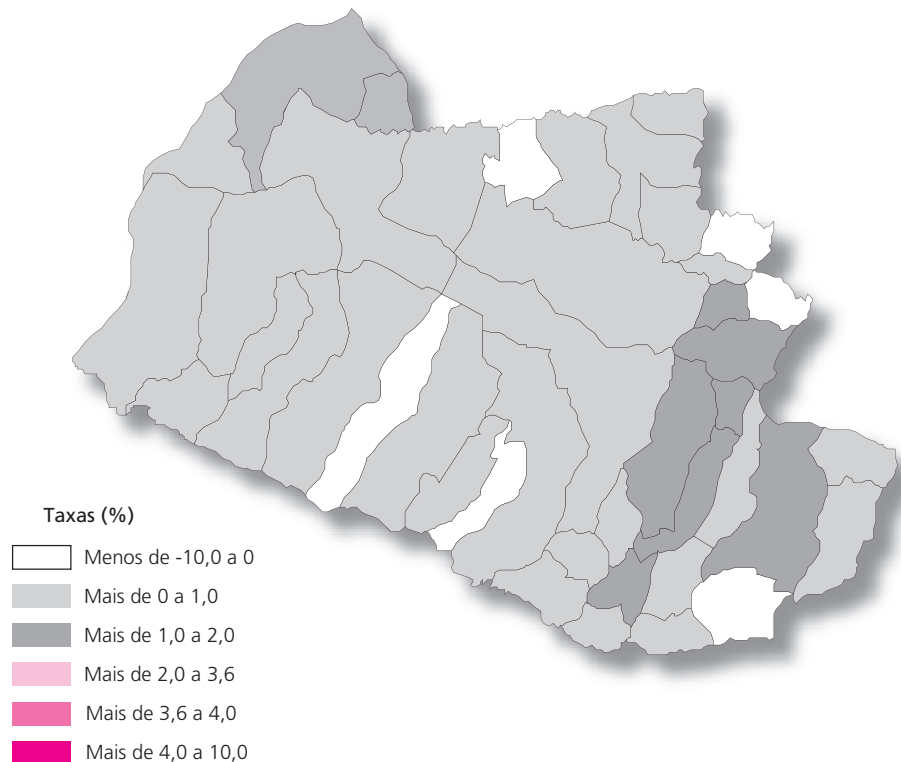 Taxas (%)
Menos de -10,0 a 0
Mais de 0 a 1,0
Mais de 1,0 a 2,0
Mais de 2,0 a 3,6
Mais de 3,6 a 4,0
Mais de 4,0 a 10,0